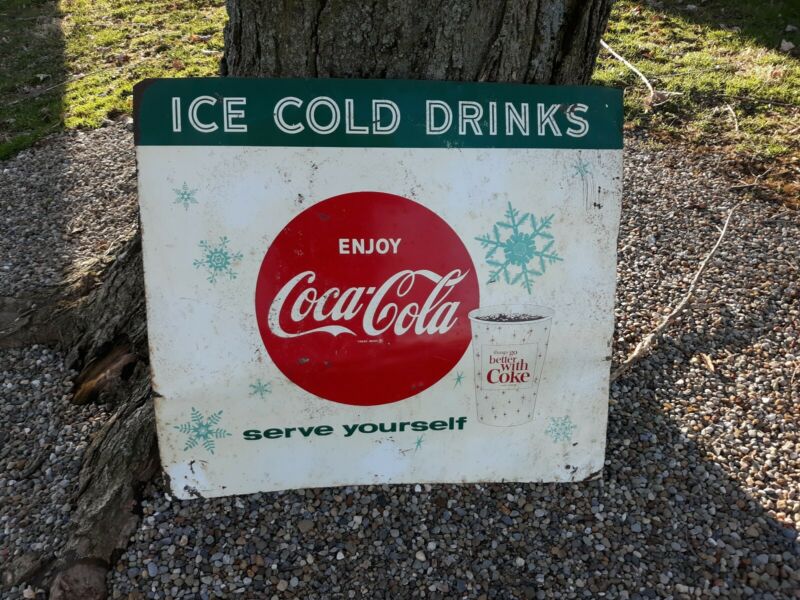 ICE COLD DRINKS
ENJOY
Coca-Cola
things go
better
with
Coke
serve yourself